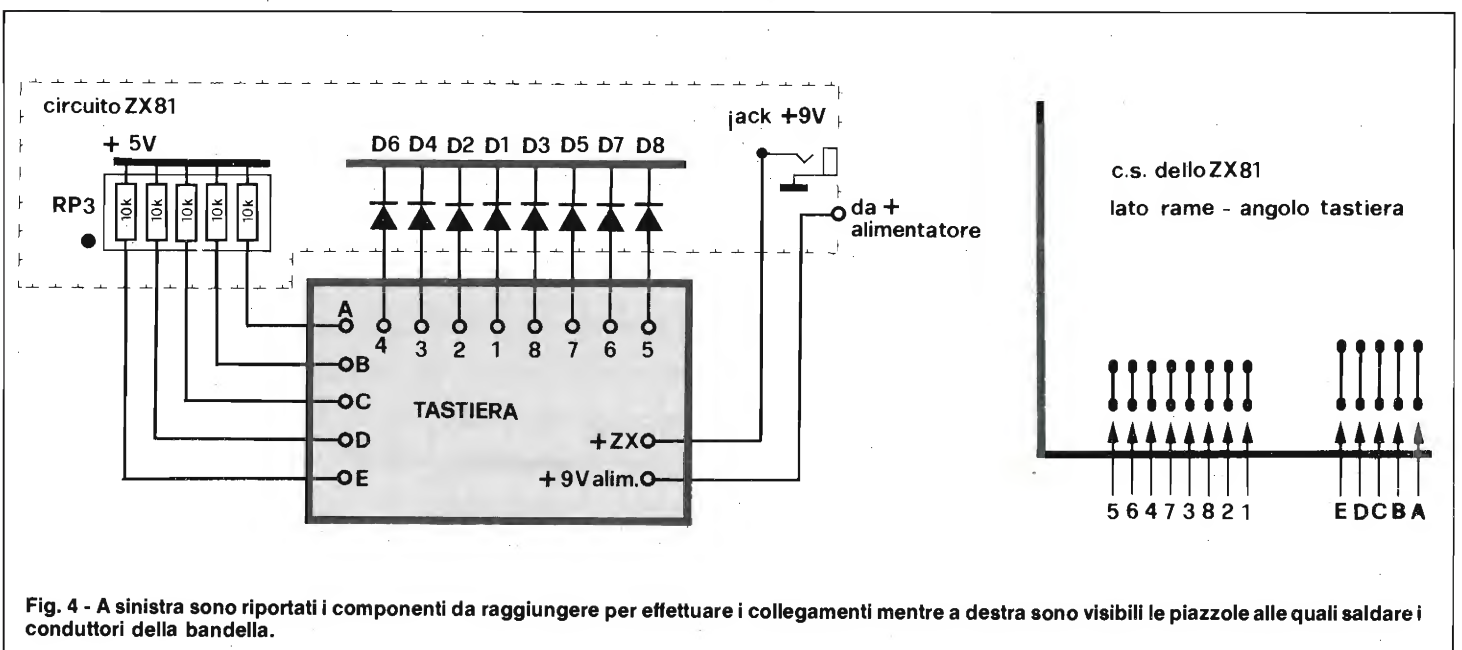 circuito ZX81
+ 5V
RP3
10k 10k 10k 10k 10k
D6 D4 D2 D1 D3 D5 D7 D8
jack +9V
da +
alimentatore
A
B
C
D
E
4 3 2 1 8 7 6 5
TASTIERA
+ZX
+9V alim.
c.s. dello ZX81
lato rame - angolo tastiera
5 6 4 7 3 8 2 1
E D C B A
Fig. 4 - A sinistra sono riportati i componenti da raggiungere per effettuare i collegamenti mentre a destra sono visibili le piazzole alle quali saldare i
conduttori della bandella.